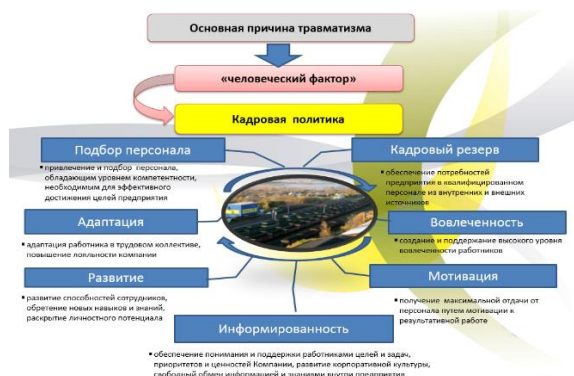 Основная причина травматизма
«человеческий фактор»
Кадровая политика
Подбор персонала
▪ привлечение и подбор персонала,
обладающим уровнем компетентности,
необходимым для эффективного
достижения целей предприятия
Кадровый резерв
▪ обеспечение потребностей
предприятия в квалифицированном
персонале из внутренних и внешних
источников
Адаптация
▪ адаптация работника в трудовом коллективе,
повышение лояльности компании
Вовлеченность
▪ создание и поддержание высокого уровня
вовлеченности работников
Развитие
▪ развитие способностей сотрудников,
обретение новых навыков и знаний,
раскрытие личностного потенциала
Мотивация
▪ получение максимальной отдачи от
персонала путем мотивации к
результативной работе
Информированность
▪ обеспечение понимания и поддержки работниками целей и задач,
приоритетов и ценностей Компании, развитие корпоративной культуры,
свободный обмен информацией и знаниями внутри предприятия